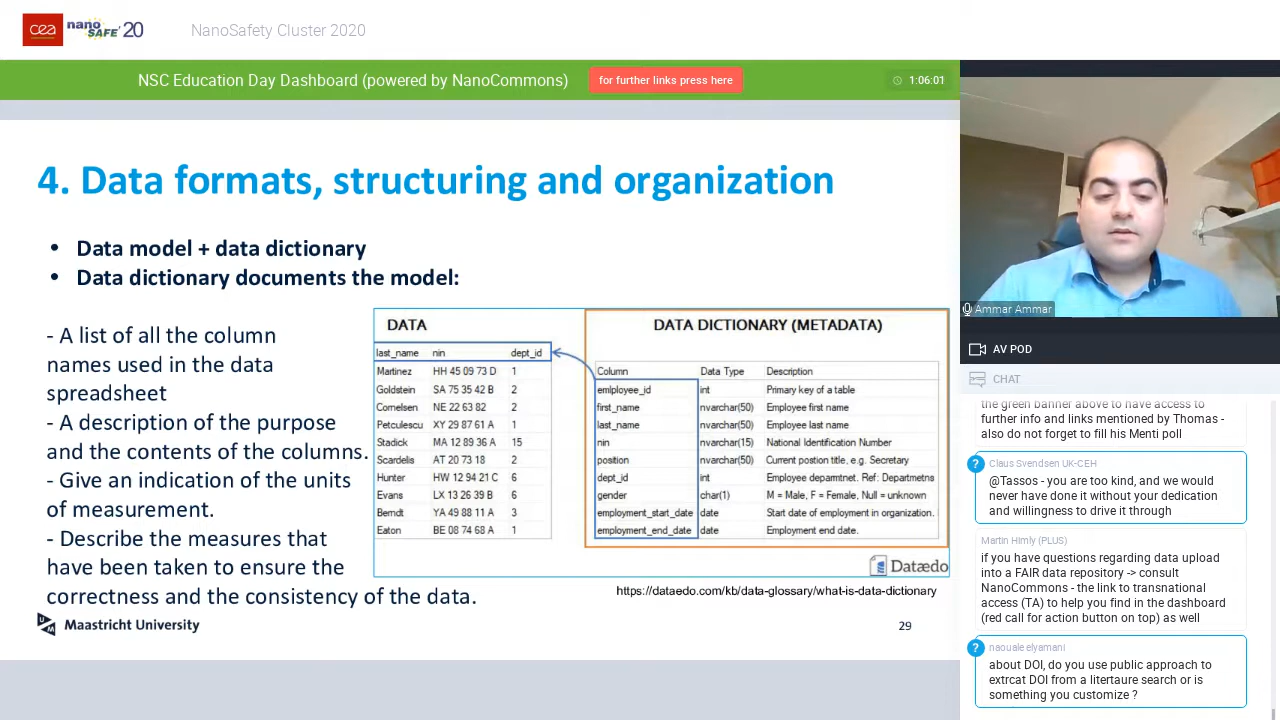 cea nano SAFE'20
NanoSafety Cluster 2020
NSC Education Day Dashboard (powered by NanoCommons)
for further links press here
1:06:01
4. Data formats, structuring and organization
• Data model + data dictionary
• Data dictionary documents the model:
- A list of all the column
names used in the data
spreadsheet
- A description of the purpose
and the contents of the columns.
- Give an indication of the units
of measurement.
- Describe the measures that
have been taken to ensure the
correctness and the consistency of the data.
DATA
last_name nin dept_id
Martinez HH 45 09 73 D 1
Goldstein SA 75 35 42 B 2
Cornelsen NE 22 63 82 2
Petculescu XY 29 87 61 A 1
Stadick MA 12 89 36 A 15
Scardelis AT 20 73 18 2
Hunter HW 12 94 21 C 6
Evans LX 13 26 39 B 6
Berndt YA 49 88 11 A 3
Eaton BE 08 74 68 A 1
DATA DICTIONARY (METADATA)
Column Data Type Description
emlployee_id int Primary key of a table
first_name nvarchar(50) Employee first name
last_name nvarchar(50) Employee last name
nin nvarchar(15) National Identification Number
position nvarchar(50) Current postion title, e.g. Secretary
dept_id int Employee deparmtnet. Ref: Departmetns
gender char(1) M = Male, F = Female, Null = unknown
employment_start_date date Start date of employment in organization.
employment_end_date date Employment end date.
Dataedo
https://dataedo.com/kb/data-glossary/what-is-data-dictionary
Maastricht University
29
Ammar Ammar
AV POD
CHAT
the green banner above to have access to
further info and links mentioned by Thomas -
also do not forget to fill his Menti poll
?
Claus Svendsen UK-CEH
@Tassos - you are too kind, and we would
never have done it without your dedication
and willingness to drive it through
Martin Himly (PLUS)
if you have questions regarding data upload
into a FAIR data repository -> consult
NanoCommons - the link to transnational
access (TA) to help you find in the dashboard
(red call for action button on top) as well
?
naouale elyamani
about DOI, do you use public approach to
extrcat DOI from a litertaure search or is
something you customize ?